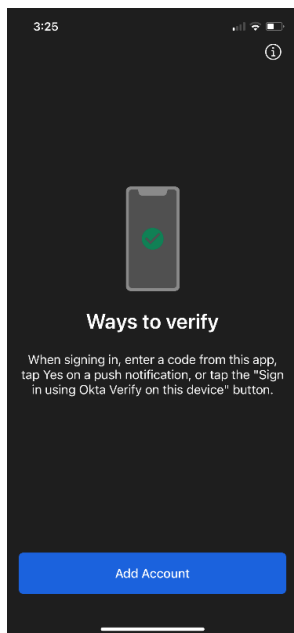 3:25
Ways to verify
When signing in, enter a code from this app,
tap Yes on a push notification, or tap the "Sign
in using Okta Verify on this device" button.
Add Account